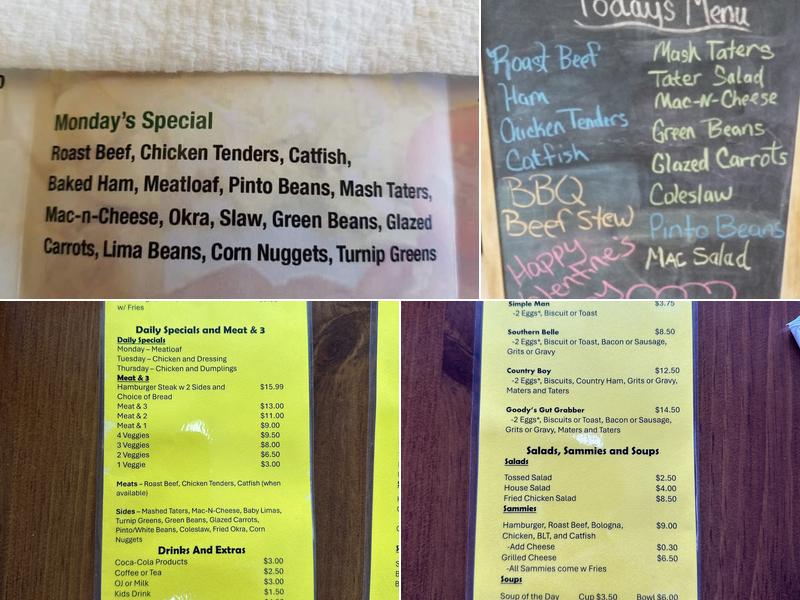 Monday's Special
Roast Beef, Chicken Tenders, Catfish,
Baked Ham, Meatloaf, Pinto Beans, Mash Taters,
Mac-n-Cheese, Okra, Slaw, Green Beans, Glazed
Carrots, Lima Beans, Corn Nuggets, Turnip Greens
Todays Menu
Roast Beef
Ham
Chicken Tenders
Catfish
BBQ
Beef Stew
Happy
Mash Taters
Tater Salad
Mac-N-Cheese
Green Beans
Glazed Carrots
Coleslaw
Pinto Beans
Mac Salad
w/ Fries
Daily Specials and Meat & 3
Daily Specials
Monday – Meatloaf
Tuesday – Chicken and Dressing
Thursday – Chicken and Dumplings
Meat & 3
Hamburger Steak w 2 Sides and $15.99
Choice of Bread
Meat & 3 $13.00
Meat & 2 $11.00
Meat & 1 $9.00
4 Veggies $9.50
3 Veggies $8.00
2 Veggies $6.50
1 Veggie $3.00
Meats – Roast Beef, Chicken Tenders, Catfish (when
available)
Sides – Mashed Taters, Mac-N-Cheese, Baby Limas,
Turnip Greens, Green Beans, Glazed Carrots,
Pinto/White Beans, Coleslaw, Fried Okra, Corn
Nuggets
Drinks And Extras
Coca-Cola Products $3.00
Coffee or Tea $2.50
OJ or Milk $3.00
Kids Drink $1.50
Simple Man $3.75
-2 Eggs*, Biscuit or Toast
Southern Belle $8.50
-2 Eggs*, Biscuit or Toast, Bacon or Sausage,
Grits or Gravy
Country Boy $12.50
-2 Eggs*, Biscuits, Country Ham, Grits or Gravy,
Maters and Taters
Goody's Gut Grabber $14.50
-2 Eggs*, Biscuits or Toast, Bacon or Sausage,
Grits or Gravy, Maters and Taters
Salads, Sammies and Soups
Salads
Tossed Salad $2.50
House Salad $4.00
Fried Chicken Salad $8.50
Sammies
Hamburger, Roast Beef, Bologna, $9.00
Chicken, BLT, and Catfish
-Add Cheese $0.30
Grilled Cheese $6.50
-All Sammies come w Fries
Soups
Soup of the Day Cup $3.50 Bowl $6.00